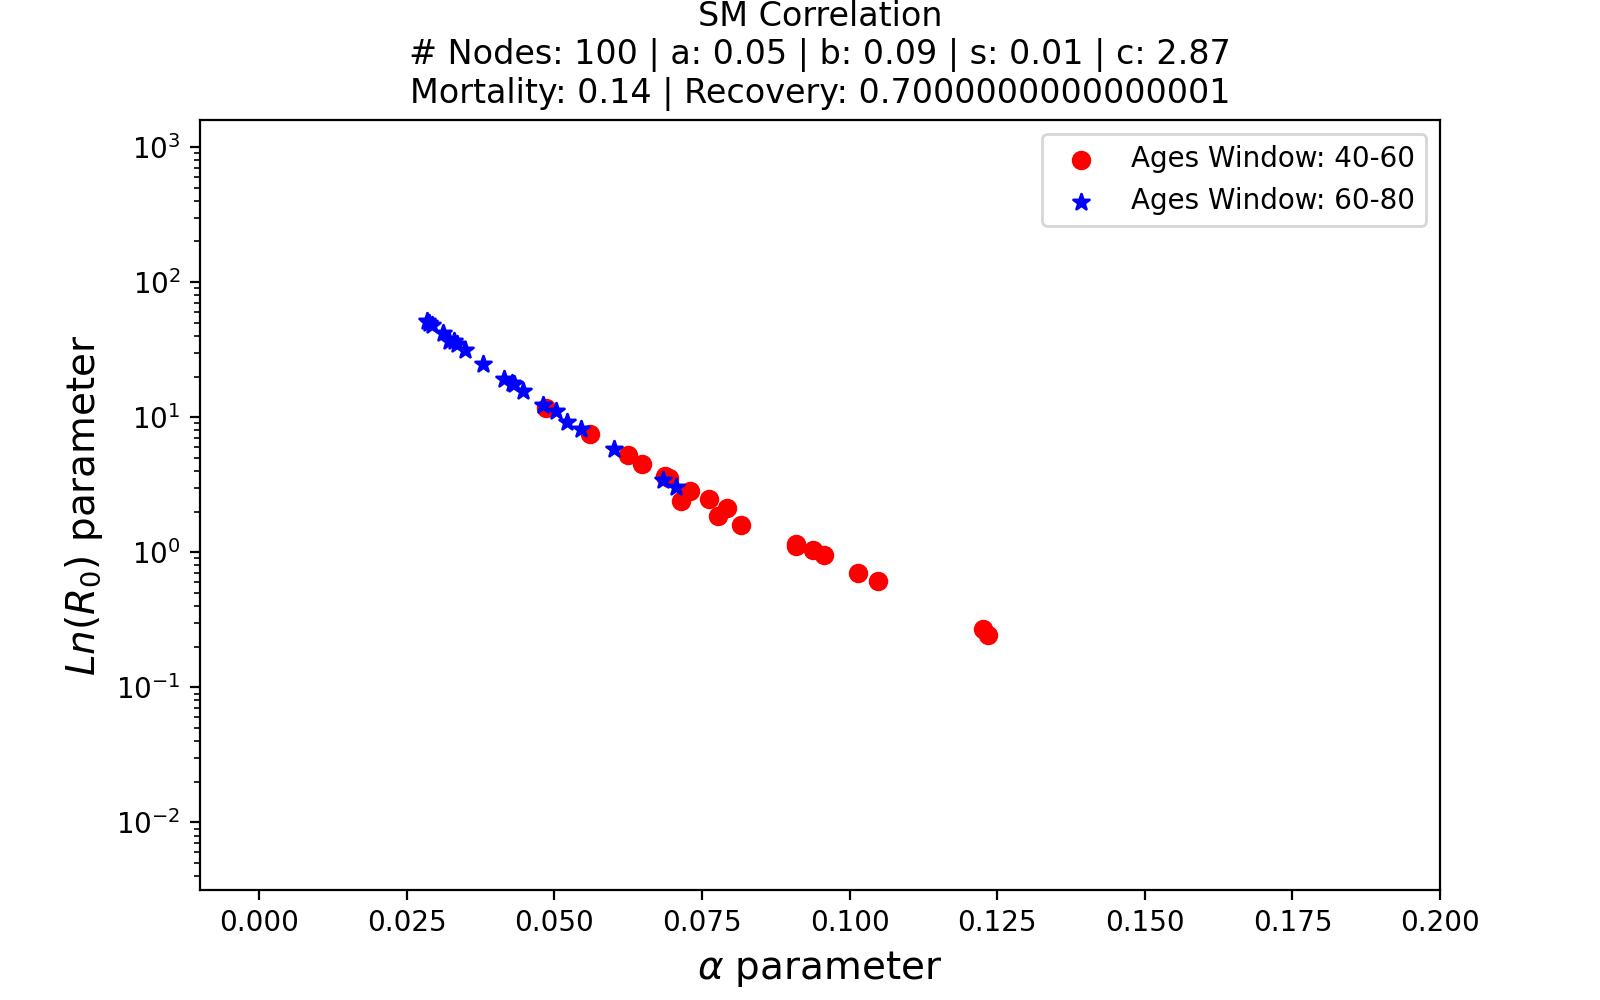 SM Correlation
# Nodes: 100 | a: 0.05 | b: 0.09 | s: 0.01 | c: 2.87
Mortality: 0.14 | Recovery: 0.7000000000000001
Ages Window: 40-60
Ages Window: 60-80
10³
10²
10¹
10⁰
10⁻¹
10⁻²
Ln(R₀) parameter
0.000 0.025 0.050 0.075 0.100 0.125 0.150 0.175 0.200
α parameter